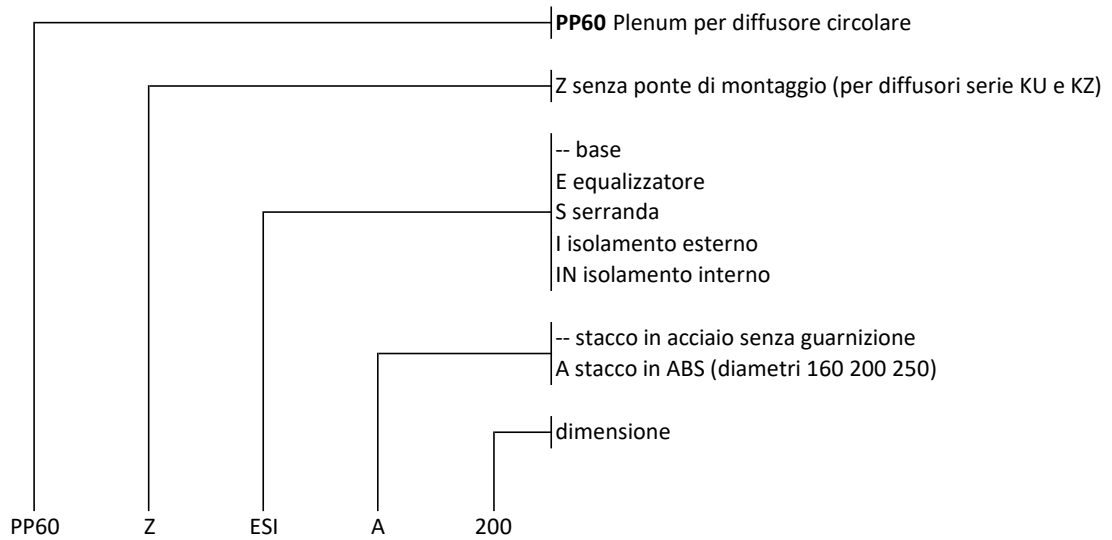 PP60 Plenum per diffusore circolare
Z senza ponte di montaggio (per diffusori serie KU e KZ)
-- base
E equalizzatore
S serranda
I isolamento esterno
IN isolamento interno
-- stacco in acciaio senza guarnizione
A stacco in ABS (diametri 160 200 250)
dimensione
PP60 Z ESI A 200